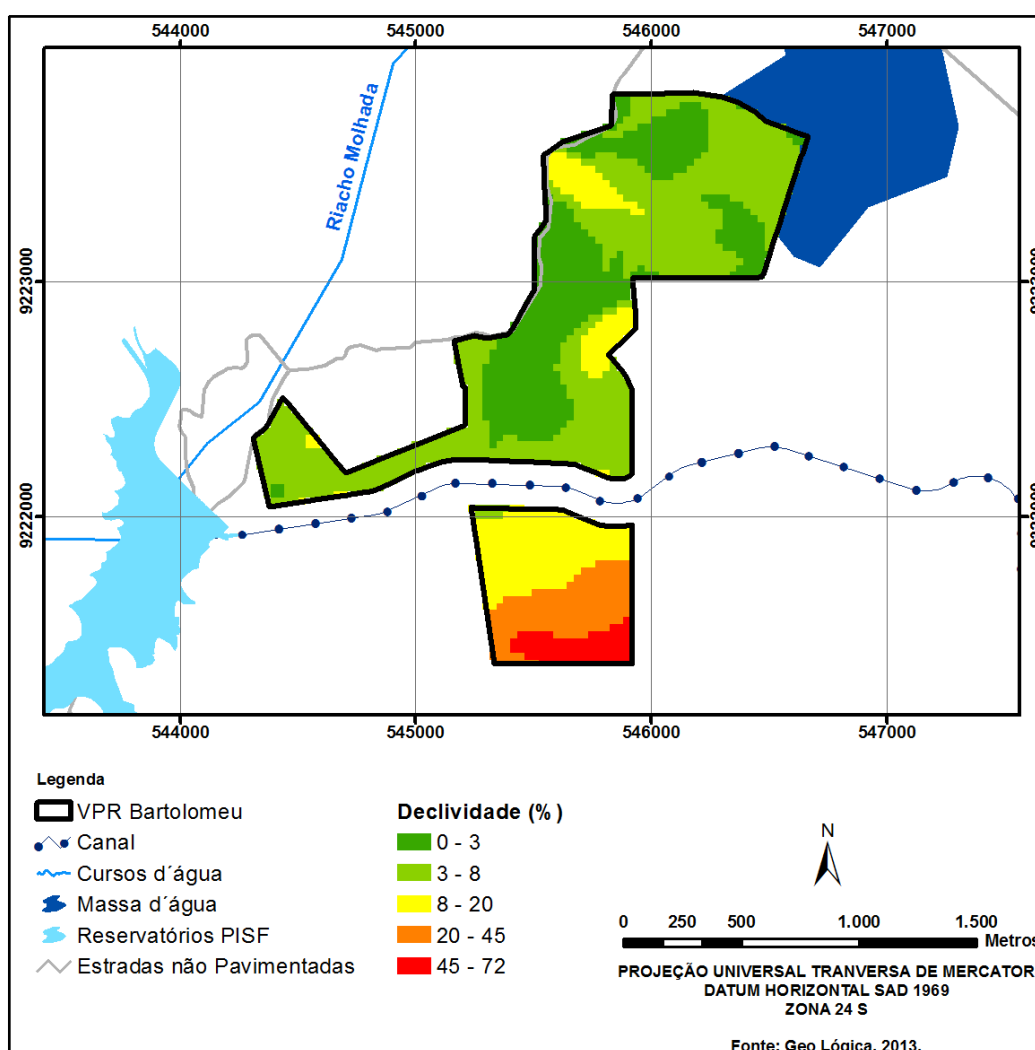 544000 545000 546000 547000
Riacho Molhada
9223000 9223000
9222000 9222000
544000 545000 546000 547000
Legenda
VPR Bartolomeu
Canal
Cursos d´água
Massa d´água
Reservatórios PISF
Estradas não Pavimentadas
Declividade (%)
0 - 3
3 - 8
8 - 20
20 - 45
45 - 72
N
0 250 500 1.000 1.500
Metros
PROJEÇÃO UNIVERSAL TRANVERSA DE MERCATOR
DATUM HORIZONTAL SAD 1969
ZONA 24 S
Fonte: Geo Lógica, 2013.